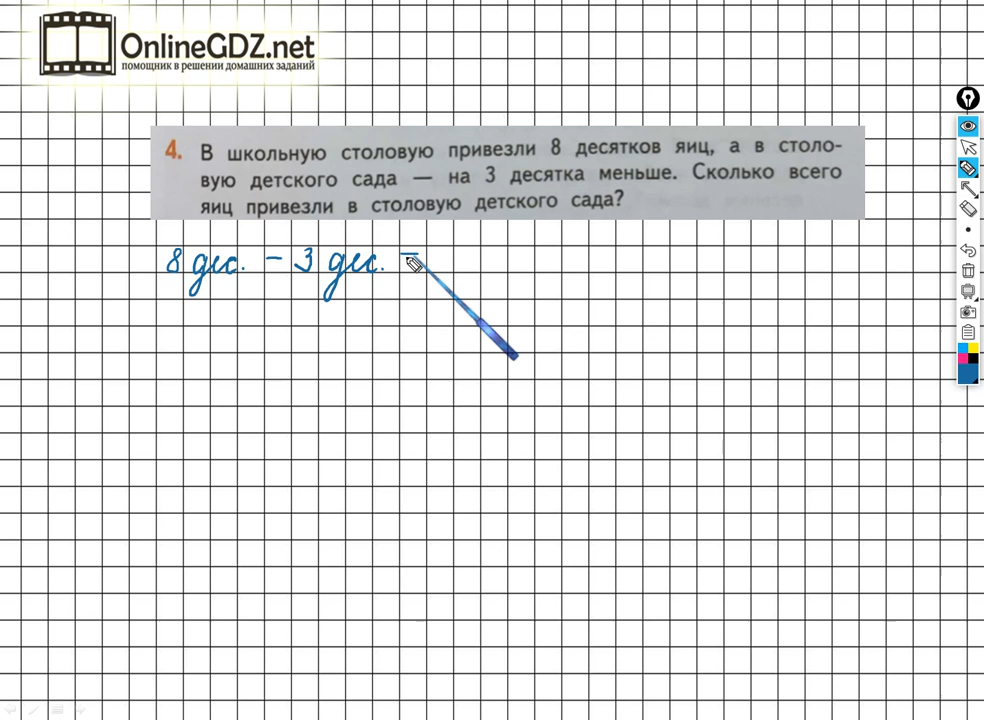 OnlineGDZ.net
помощник в решении домашних заданий
4. В школьную столовую привезли 8 десятков яиц, а в столо-
вую детского сада — на 3 десятка меньше. Сколько всего
яиц привезли в столовую детского сада?
8 дес. - 3 дес. =